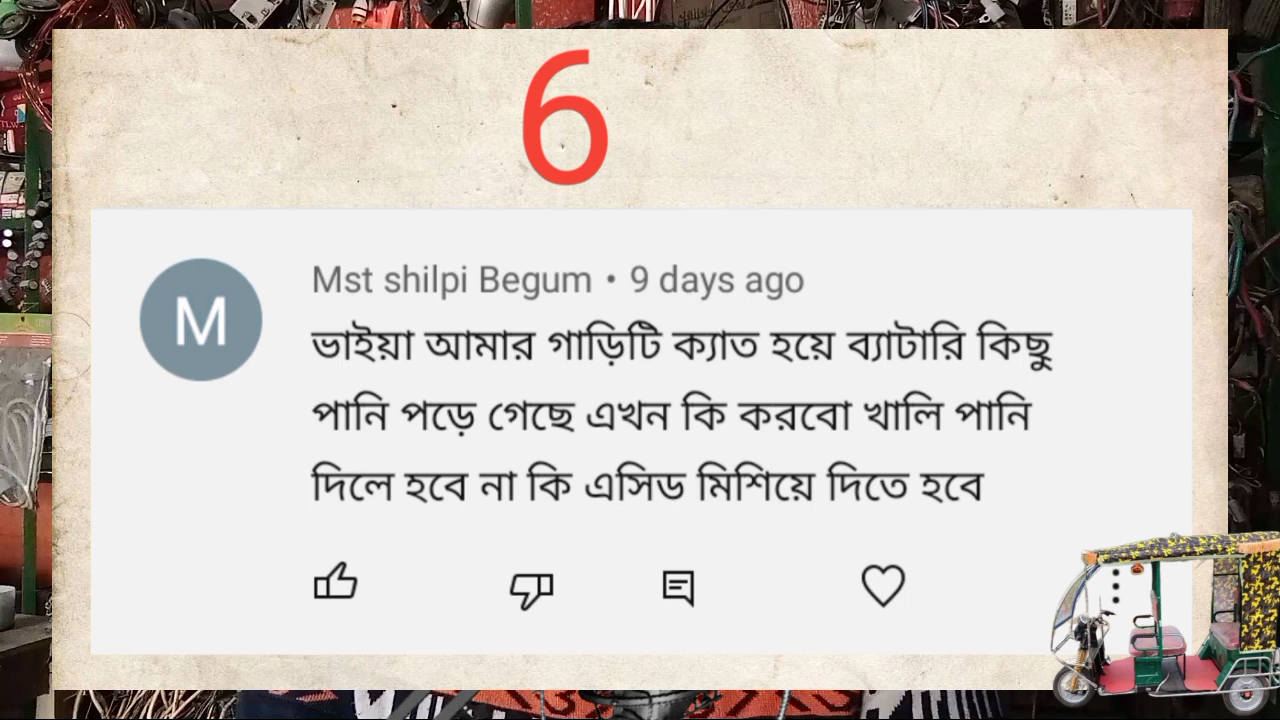 6
Mst shilpi Begum • 9 days ago
ভাইয়া আমার গাড়িটি ক্যাত হয়ে ব্যাটারি কিছু
পানি পড়ে গেছে এখন কি করবো খালি পানি
দিলে হবে না কি এসিড মিশিয়ে দিতে হবে
M